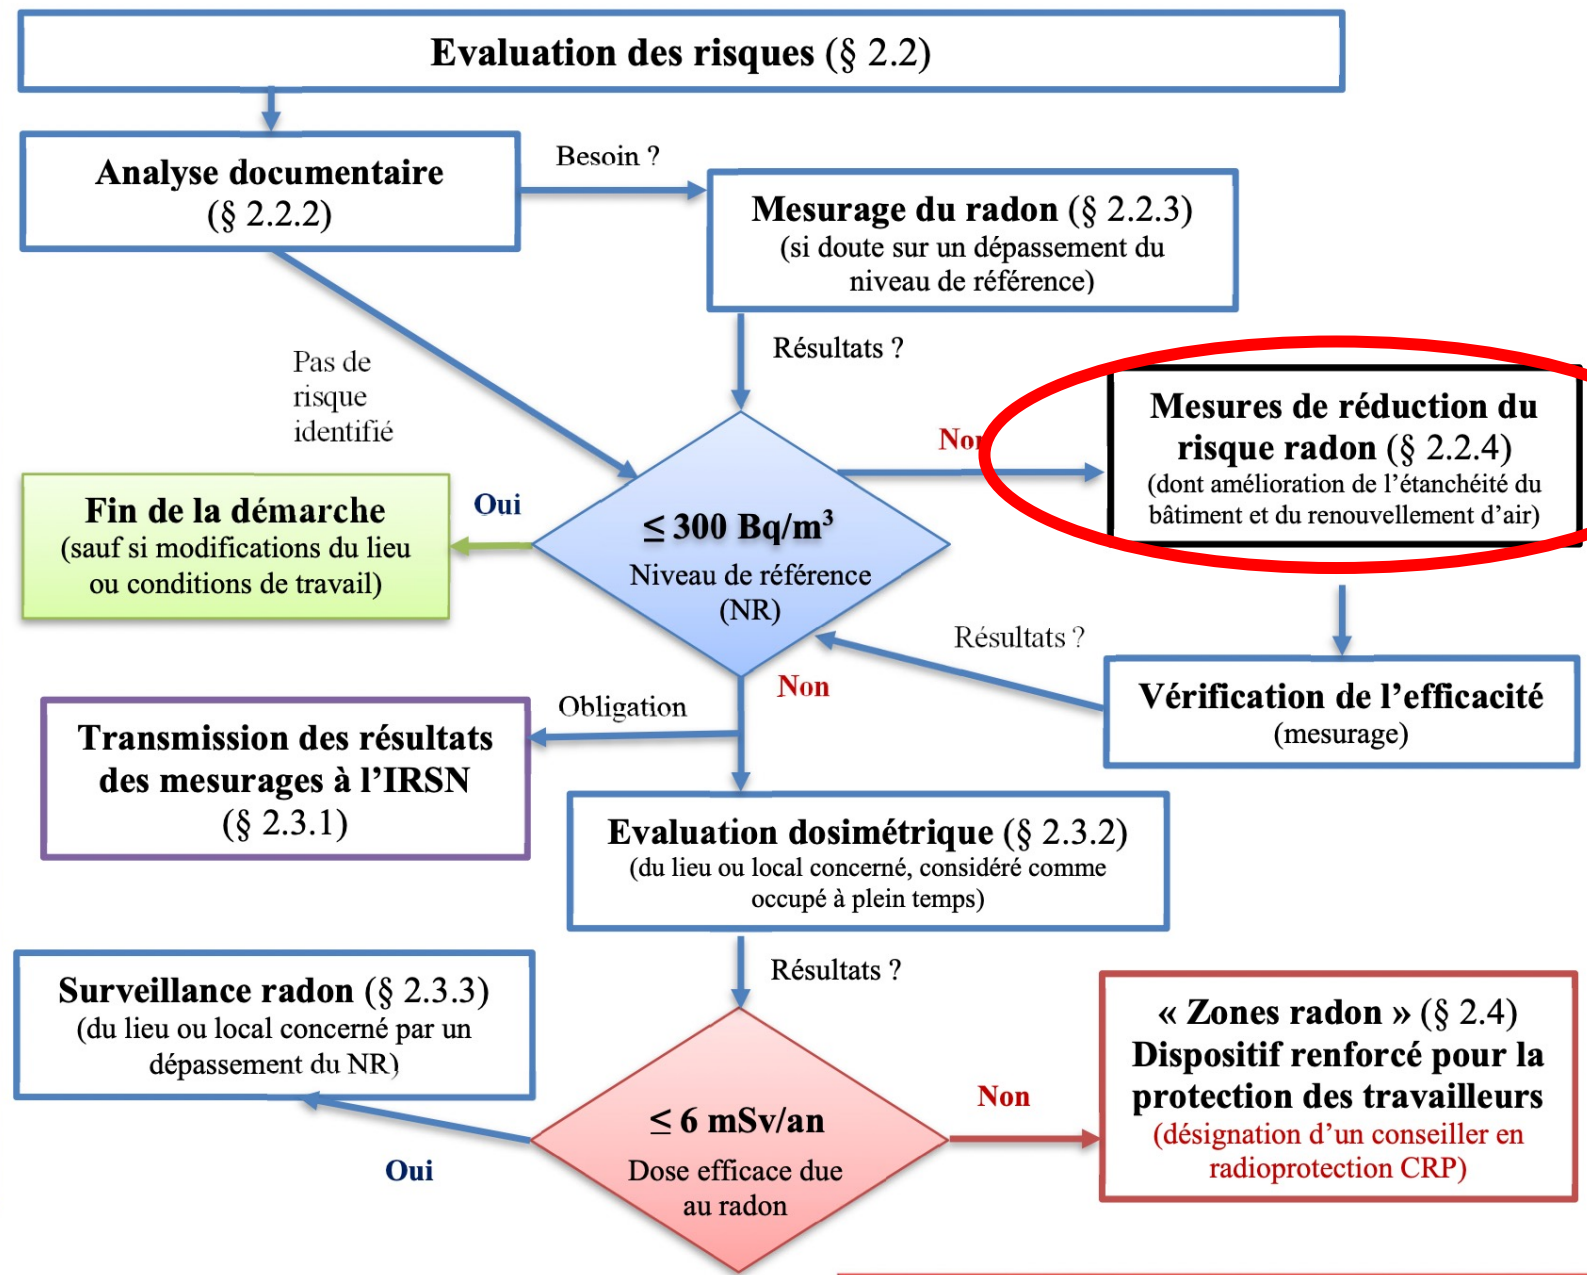 Evaluation des risques (§ 2.2)
Analyse documentaire
(§ 2.2.2)
Besoin ?
Mesurage du radon (§ 2.2.3)
(si doute sur un dépassement du
niveau de référence)
Résultats ?
Pas de
risque
identifié
Non
Mesures de réduction du
risque radon (§ 2.2.4)
(dont amélioration de l'étanchéité du
bâtiment et du renouvellement d'air)
Fin de la démarche
(sauf si modifications du lieu
ou conditions de travail)
Oui
≤ 300 Bq/m³
Niveau de référence
(NR)
Résultats ?
Vérification de l'efficacité
(mesurage)
Non
Obligation
Transmission des résultats
des mesurages à l'IRSN
(§ 2.3.1)
Evaluation dosimétrique (§ 2.3.2)
(du lieu ou local concerné, considéré comme
occupé à plein temps)
Résultats ?
Surveillance radon (§ 2.3.3)
(du lieu ou local concerné par un
dépassement du NR)
Oui
≤ 6 mSv/an
Dose efficace due
au radon
Non
« Zones radon » (§ 2.4)
Dispositif renforcé pour la
protection des travailleurs
(désignation d'un conseiller en
radioprotection CRP)